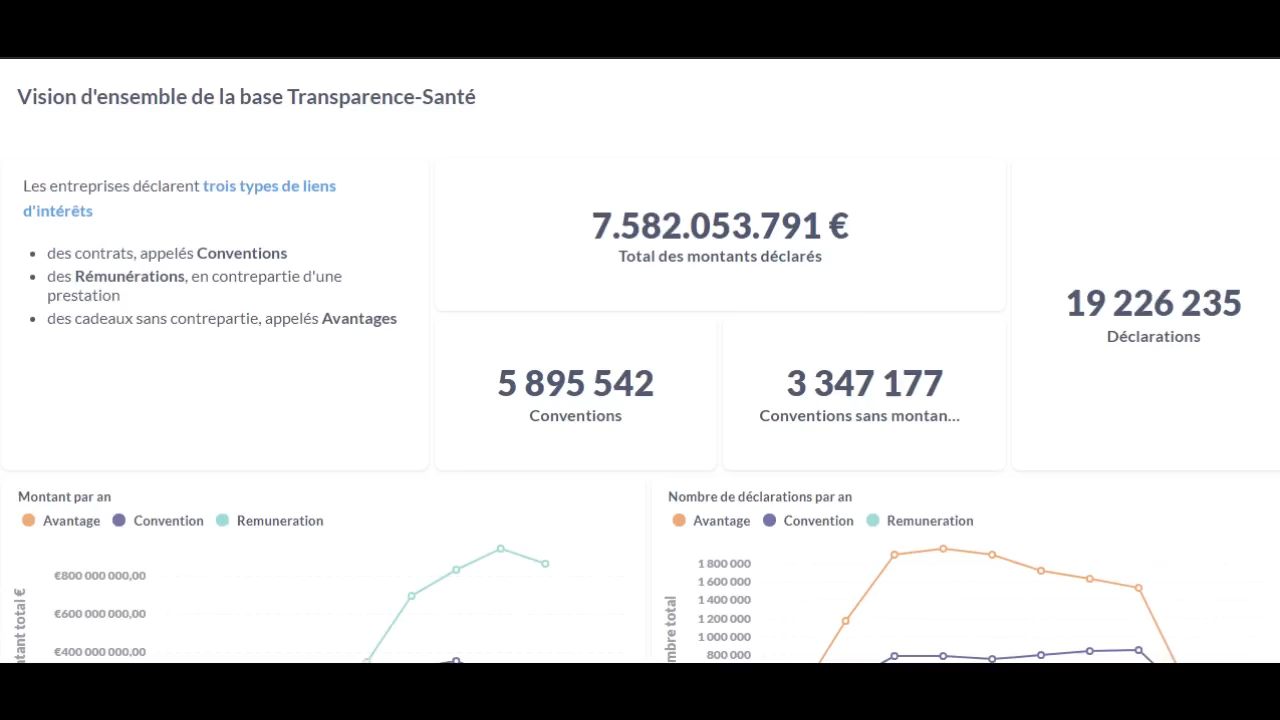 Vision d'ensemble de la base Transparence-Santé
Les entreprises déclarent trois types de liens
d'intérêts
des contrats, appelés Conventions
des Rémunérations, en contrepartie d'une
prestation
des cadeaux sans contrepartie, appelés Avantages
7.582.053.791 €
Total des montants déclarés
5 895 542
Conventions
3 347 177
Conventions sans montan...
19 226 235
Déclarations
Montant par an
Avantage Convention Remuneration
€800 000 000,00
€600 000 000,00
€400 000 000,00
tant total €
Nombre de déclarations par an
Avantage Convention Remuneration
1 800 000
1 600 000
1 400 000
1 200 000
1 000 000
800 000
mbre total